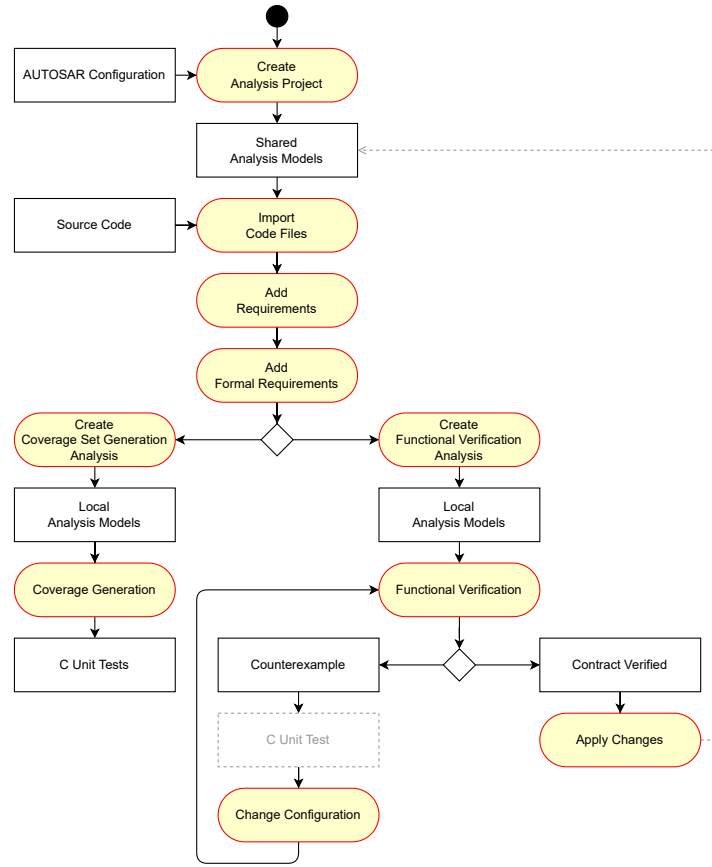 AUTOSAR Configuration
Create
Analysis Project
Shared
Analysis Models
Source Code
Import
Code Files
Add
Requirements
Add
Formal Requirements
Create
Coverage Set Generation
Analysis
Create
Functional Verification
Analysis
Local
Analysis Models
Local
Analysis Models
Coverage Generation
Functional Verification
C Unit Tests
Counterexample
Contract Verified
C Unit Test
Apply Changes
Change Configuration